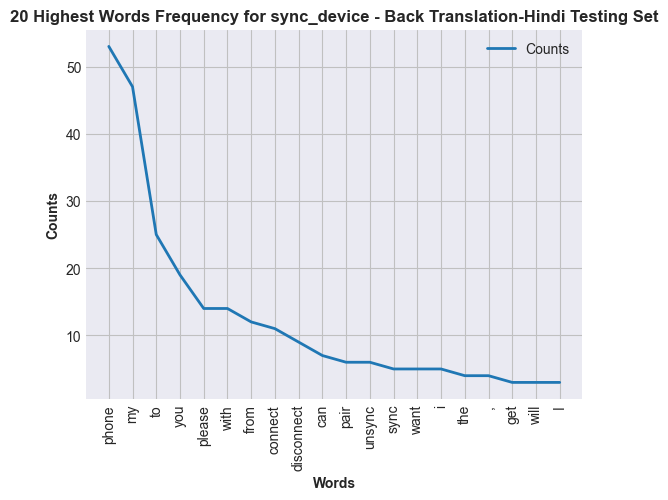 20 Highest Words Frequency for sync_device - Back Translation-Hindi Testing Set
Counts
50
40
30
20
10
Counts
phone
my
to
you
please
with
from
connect
disconnect
can
pair
unsync
sync
want
i
the
,
get
will
I
Words